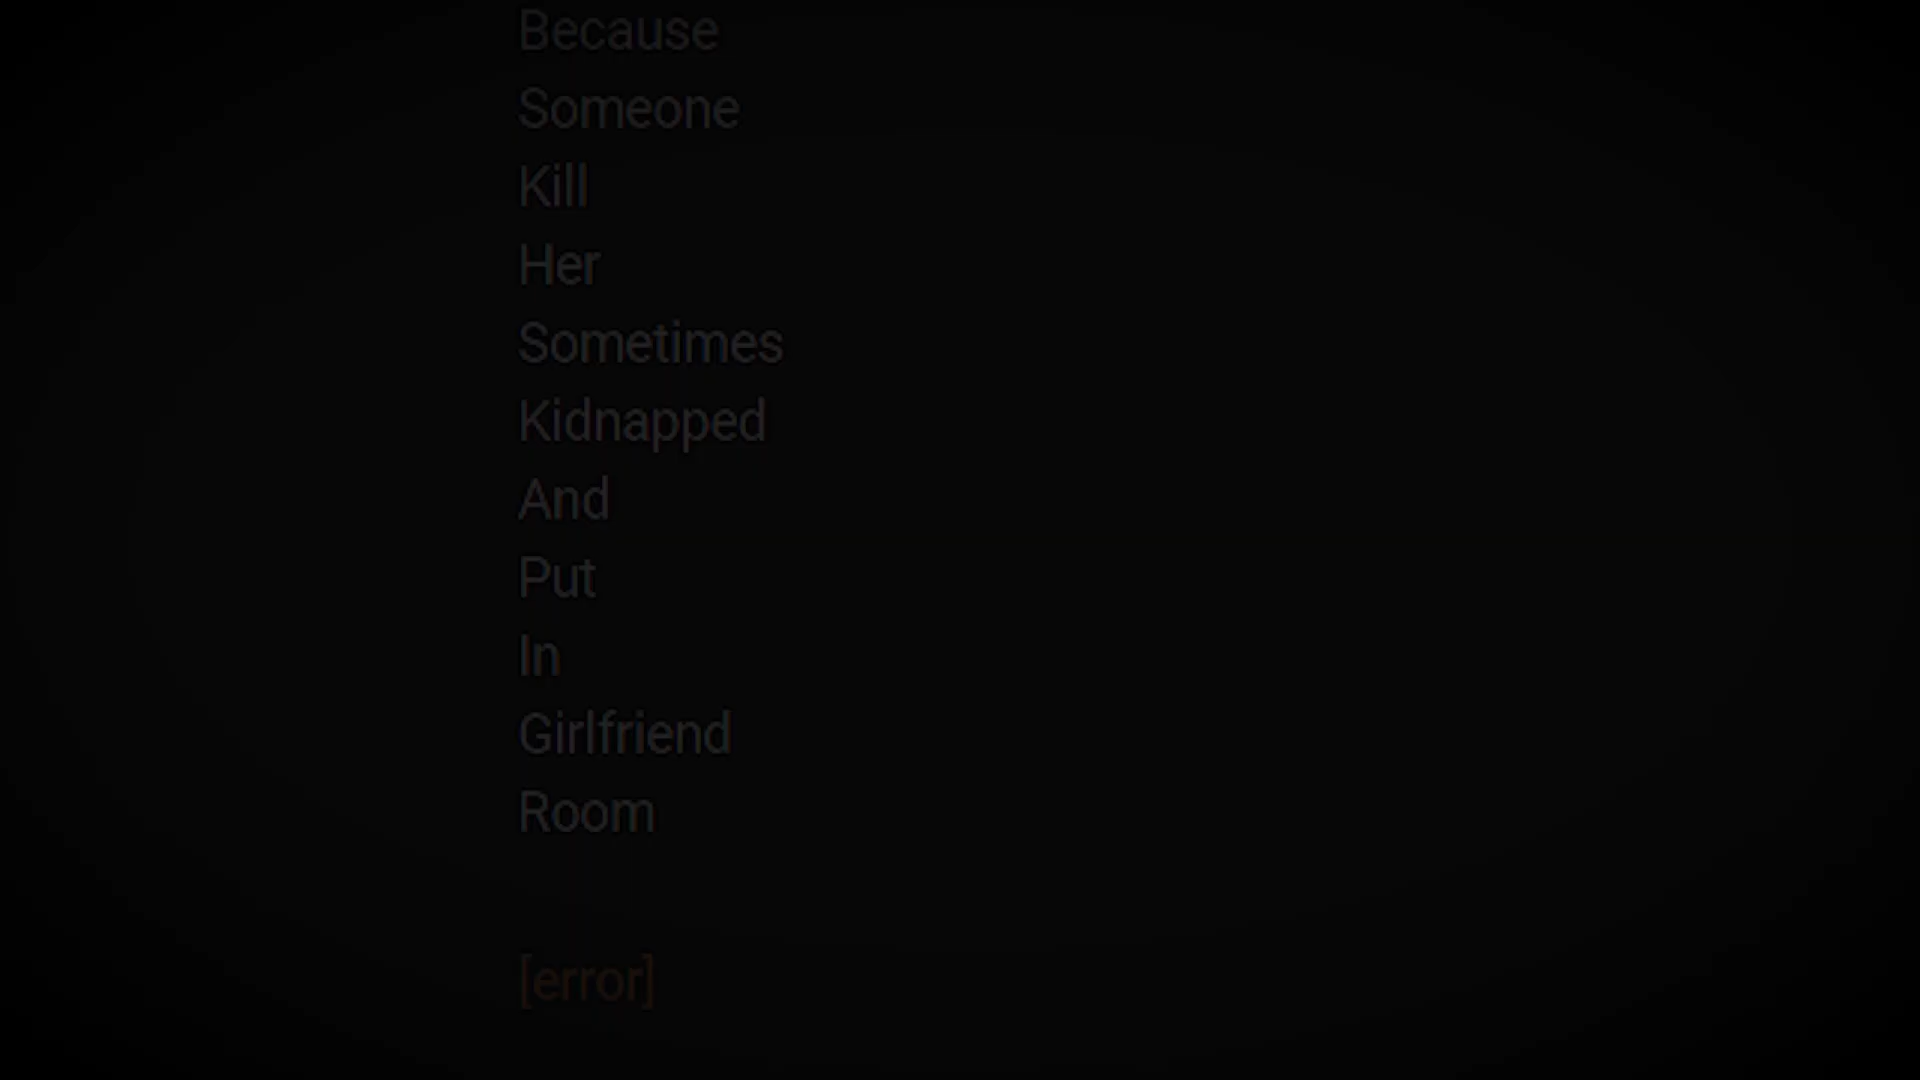 Because
Someone
Kill
Her
Sometimes
Kidnapped
And
Put
In
Girlfriend
Room
[error]